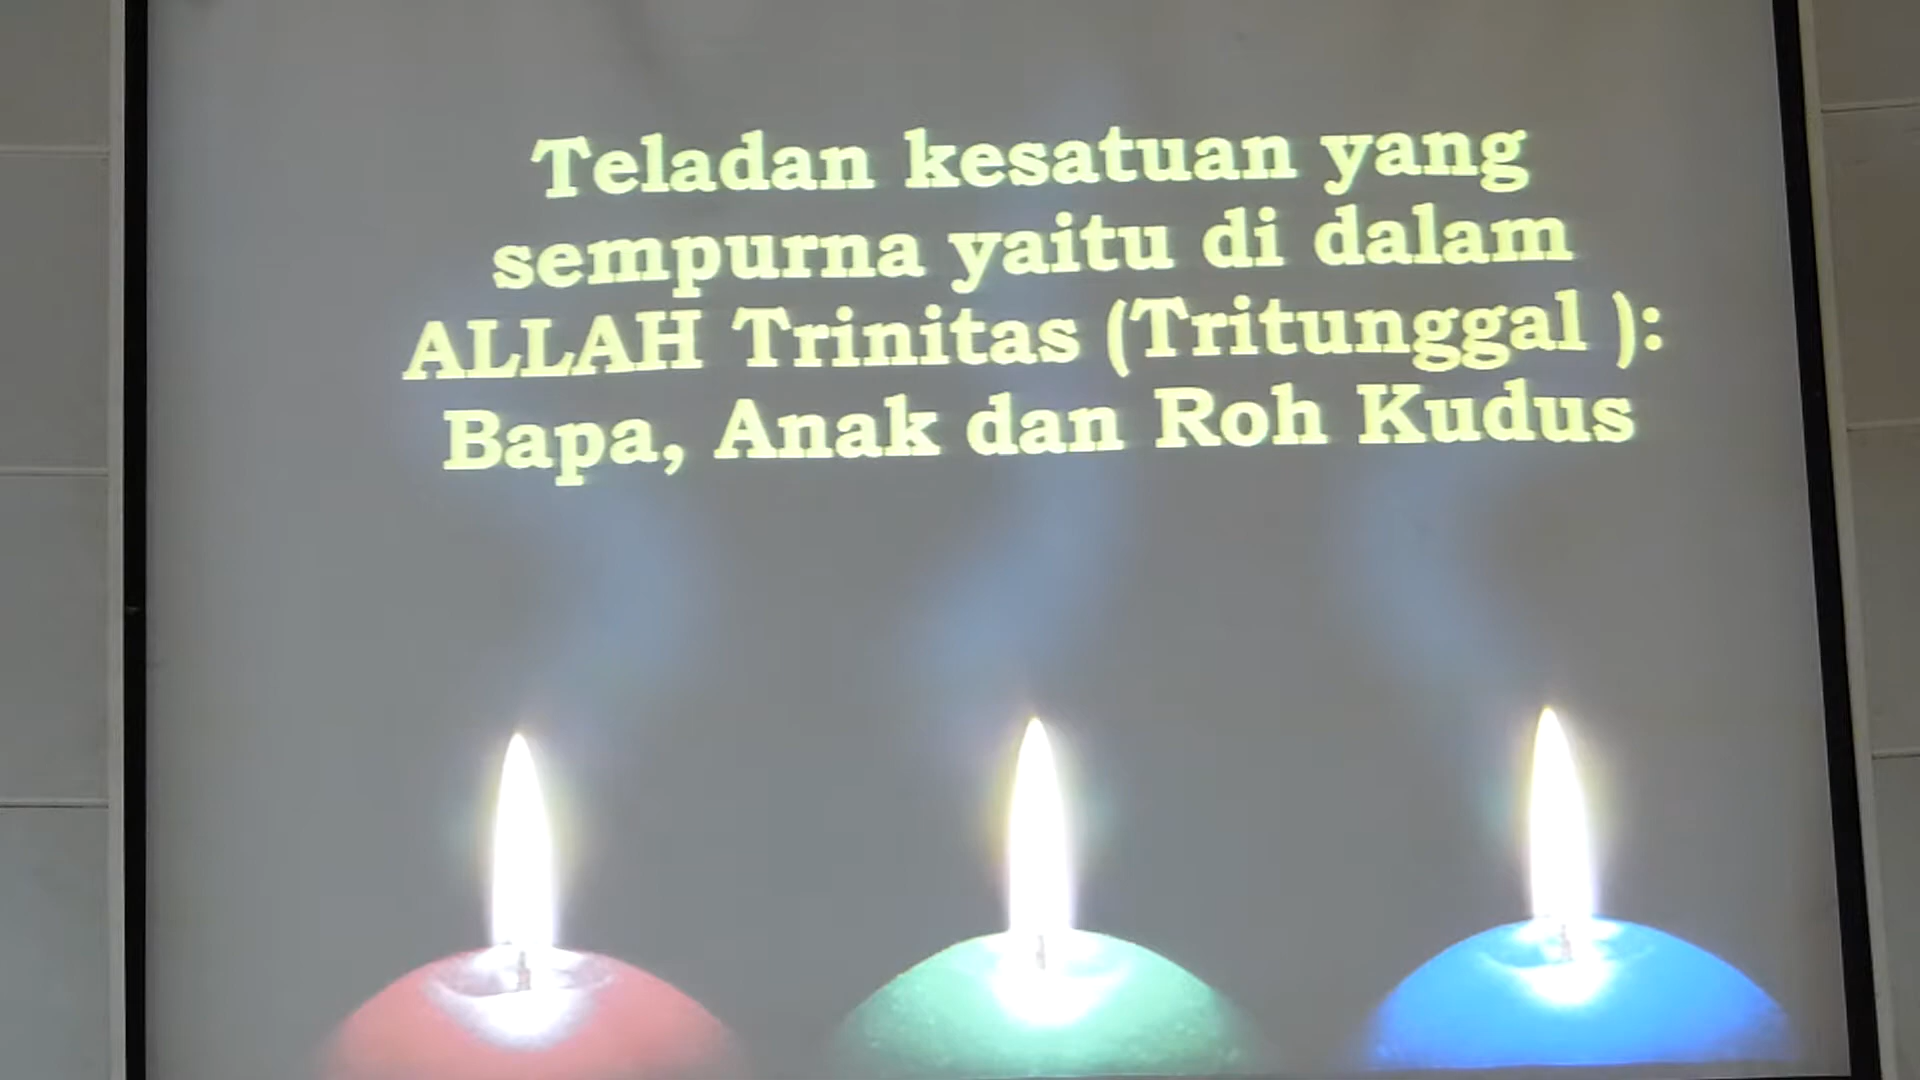 Teladan kesatuan yang
sempurna yaitu di dalam
ALLAH Trinitas (Tritunggal ):
Bapa, Anak dan Roh Kudus